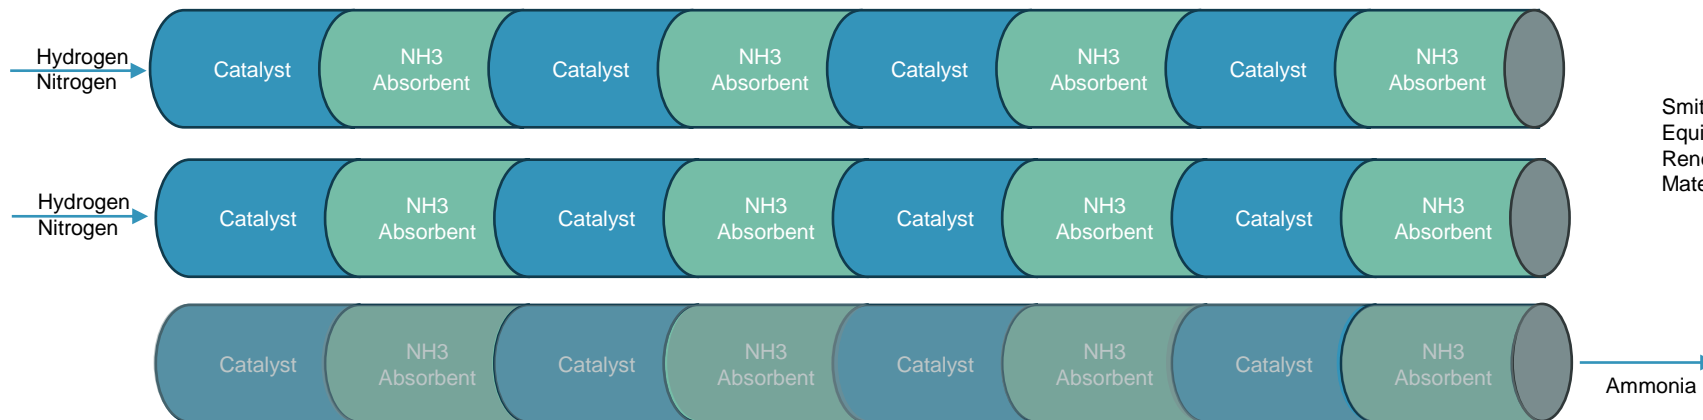 Hydrogen
Nitrogen
Catalyst
NH3
Absorbent
Catalyst
NH3
Absorbent
Catalyst
NH3
Absorbent
Catalyst
NH3
Absorbent
Hydrogen
Nitrogen
Catalyst
NH3
Absorbent
Catalyst
NH3
Absorbent
Catalyst
NH3
Absorbent
Catalyst
NH3
Absorbent
Catalyst
NH3
Absorbent
Catalyst
NH3
Absorbent
Catalyst
NH3
Absorbent
Catalyst
NH3
Absorbent
Ammonia